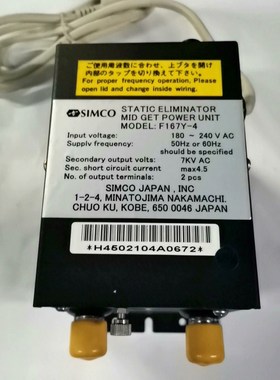 ご使用周波数に合わせ、上ブタを開け
内部のタップを切り換えて下さい。
For proper frequency operation, Please
open lid and change inside wiring.
SIMCO
STATIC ELIMINATOR
MID GET POWER UNIT
MODEL: F167Y-4
Input voltage: 180 ~ 240 V AC
Supply frequency: 50Hz or 60Hz
should be specified
Secondary output volts: 7KV AC
Sec. short circuit current max4.5
No. of output terminals: 2 pcs
SIMCO JAPAN , INC
1-2-4, MINATOJIMA NAKAMACHI.
CHUO KU, KOBE, 650 0046 JAPAN
*H4502104A0672*